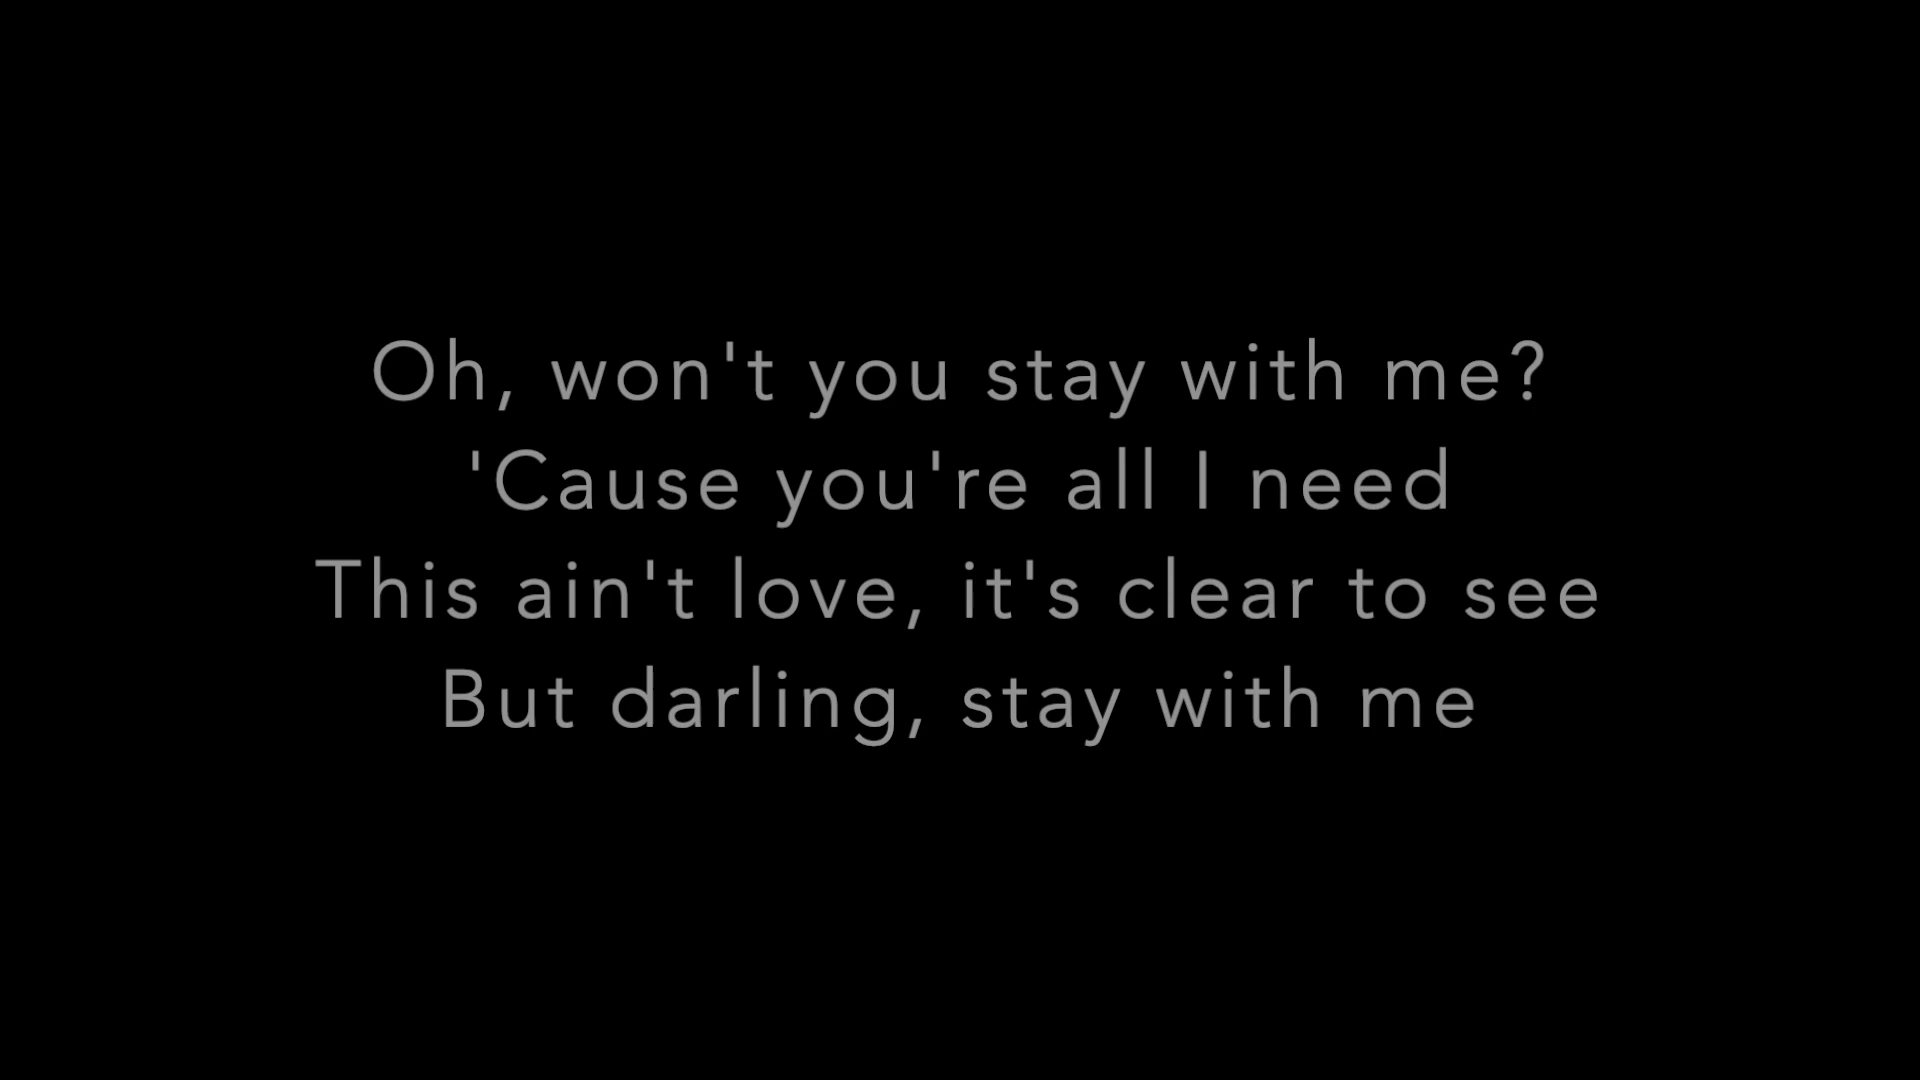 Oh, won't you stay with me?
'Cause you're all I need
This ain't love, it's clear to see
But darling, stay with me